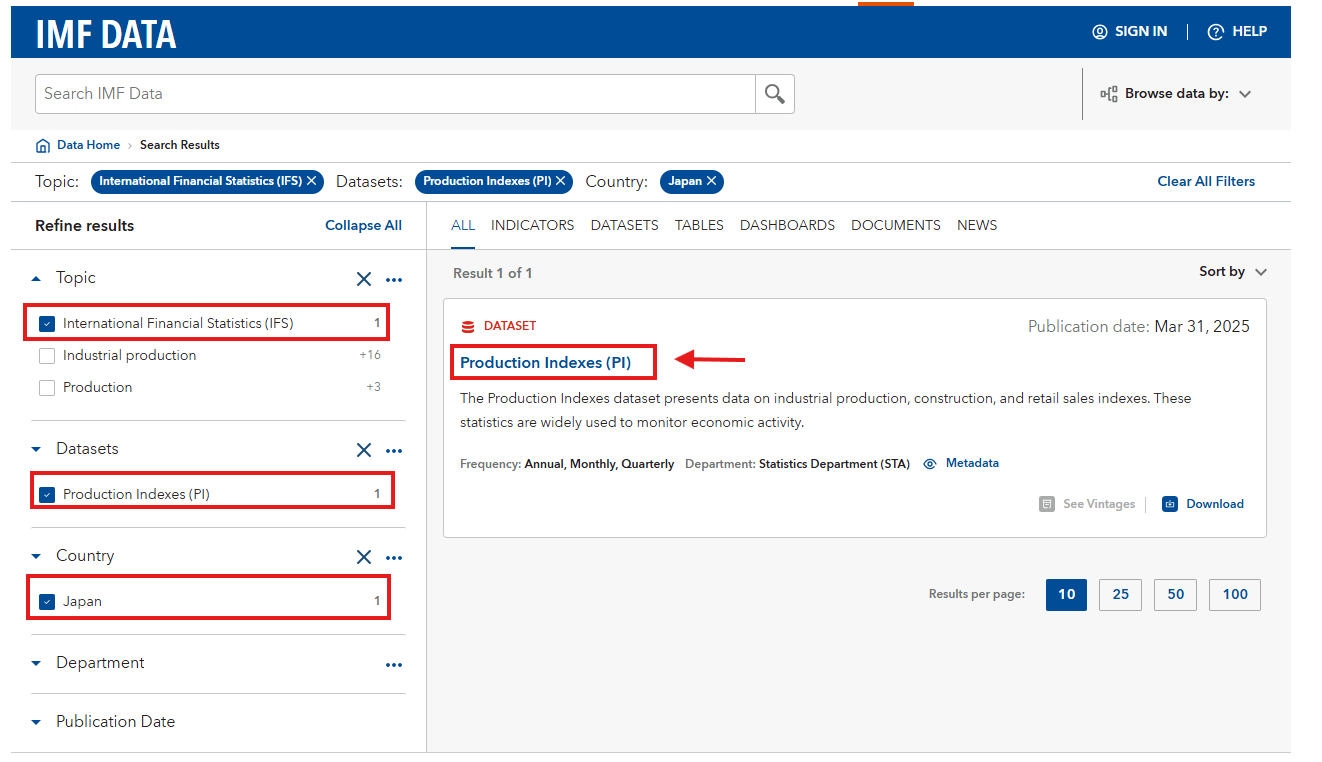 IMF DATA
SIGN IN
HELP
Search IMF Data
Browse data by:
Data Home › Search Results
Topic: International Financial Statistics (IFS) Datasets: Production Indexes (PI) Country: Japan
Clear All Filters
Refine results
Collapse All
ALL INDICATORS DATASETS TABLES DASHBOARDS DOCUMENTS NEWS
Topic
International Financial Statistics (IFS) 1
Industrial production +16
Production +3
Datasets
Production Indexes (PI) 1
Country
Japan 1
Department
Publication Date
Result 1 of 1
Sort by
DATASET
Publication date: Mar 31, 2025
Production Indexes (PI)
The Production Indexes dataset presents data on industrial production, construction, and retail sales indexes. These
statistics are widely used to monitor economic activity.
Frequency: Annual, Monthly, Quarterly Department: Statistics Department (STA) Metadata
See Vintages
Download
Results per page: 10 25 50 100